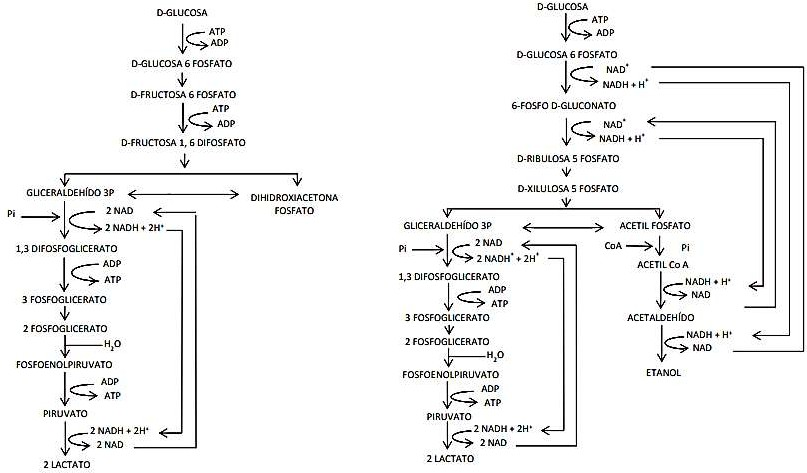 D-GLUCOSA
ATP
ADP
D-GLUCOSA 6 FOSFATO
D-FRUCTOSA 6 FOSFATO
ATP
ADP
D-FRUCTOSA 1, 6 DIFOSFATO
GLICERALDEHÍDO 3P
DIHIDROXIACETONA
FOSFATO
Pi
2 NAD
2 NADH + 2H⁺
1,3 DIFOSFOGLICERATO
ADP
ATP
3 FOSFOGLICERATO
2 FOSFOGLICERATO
H₂O
FOSFOENOLPIRUVATO
ADP
ATP
PIRUVATO
2 NADH + 2H⁺
2 NAD
2 LACTATO
D-GLUCOSA
ATP
ADP
D-GLUCOSA 6 FOSFATO
NAD⁺
NADH + H⁺
6-FOSFO D-GLUCONATO
NAD⁺
NADH + H⁺
D-RIBULOSA 5 FOSFATO
D-XILULOSA 5 FOSFATO
GLICERALDEHÍDO 3P
Pi
2 NAD
2 NADH⁺ + 2H⁺
1,3 DIFOSFOGLICERATO
ADP
ATP
3 FOSFOGLICERATO
2 FOSFOGLICERATO
H₂O
FOSFOENOLPIRUVATO
ADP
ATP
PIRUVATO
2 NADH + 2H⁺
2 NAD
2 LACTATO
ACETIL FOSFATO
CoA
Pi
ACETIL Co A
NADH + H⁺
NAD
ACETALDEHÍDO
NADH + H⁺
NAD
ETANOL